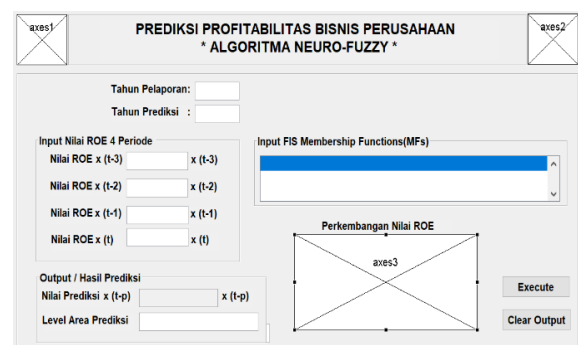 axes1
PREDIKSI PROFITABILITAS BISNIS PERUSAHAAN
* ALGORITMA NEURO-FUZZY *
axes2
Tahun Pelaporan:
Tahun Prediksi :
Input Nilai ROE 4 Periode
Nilai ROE x (t-3) x (t-3)
Nilai ROE x (t-2) x (t-2)
Nilai ROE x (t-1) x (t-1)
Nilai ROE x (t) x (t)
Input FIS Membership Functions(MFs)
Perkembangan Nilai ROE
axes3
Output / Hasil Prediksi
Nilai Prediksi x (t-p) x (t-p)
Level Area Prediksi
Execute
Clear Output